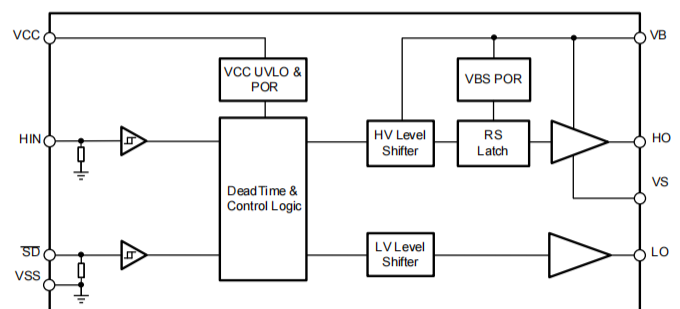 VCC
VB
VCC UVLO &
POR
VBS POR
HIN
HV Level
Shifter
RS
Latch
HO
VS
DeadTime &
Control Logic
S̅D̅
LV Level
Shifter
LO
VSS